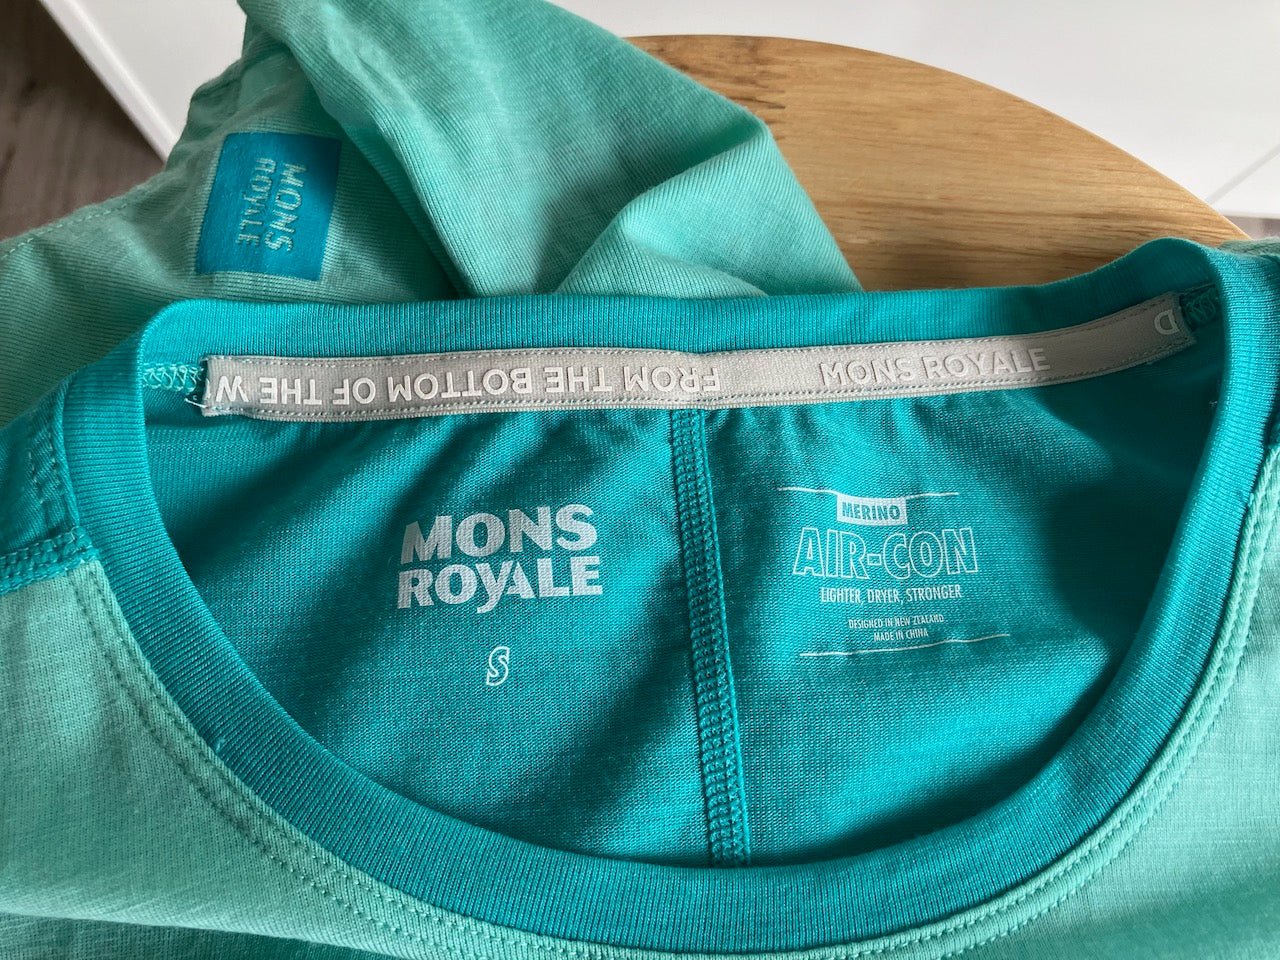 MONS
ROYALE
FROM THE BOTTOM OF THE W
MONS ROYALE
D
MONS
ROYALE
S
MERINO
AIR-CON
LIGHTER, DRYER, STRONGER
DESIGNED IN NEW ZEALAND
MADE IN CHINA